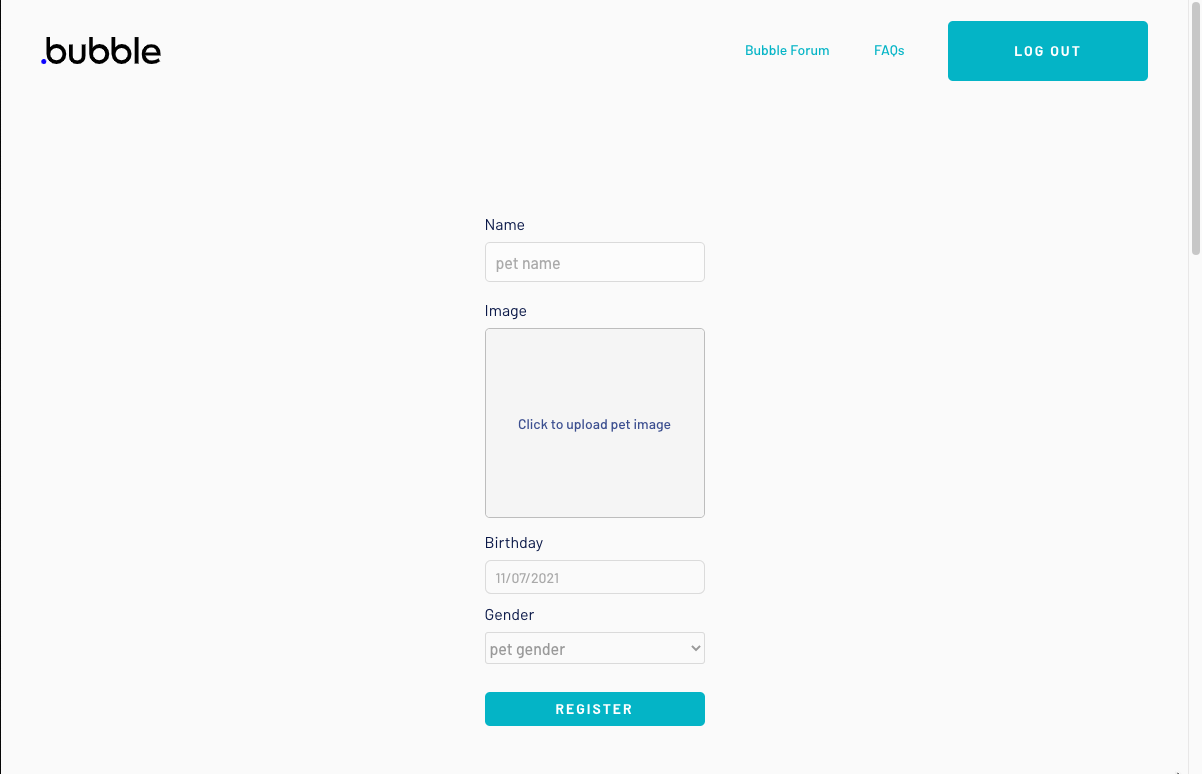 .bubble
Bubble Forum
FAQs
LOG OUT
Name
pet name
Image
Click to upload pet image
Birthday
11/07/2021
Gender
pet gender
REGISTER